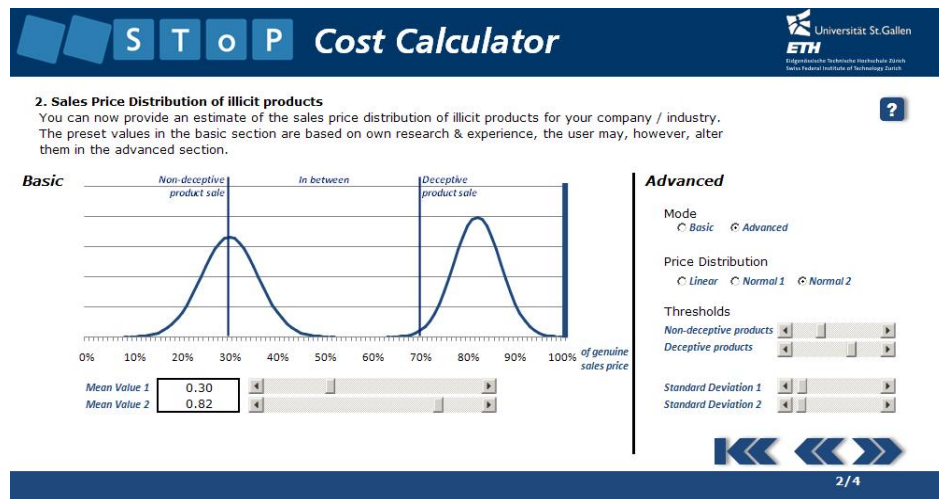 STOP Cost Calculator
Universität St.Gallen
ETH
Eidgenössische Technische Hochschule Zürich
Swiss Federal Institute of Technology Zurich
2. Sales Price Distribution of illicit products
You can now provide an estimate of the sales price distribution of illicit products for your company / industry.
The preset values in the basic section are based on own research & experience, the user may, however, alter
them in the advanced section.
?
Basic
Non-deceptive
product sale
In between
Deceptive
product sale
0% 10% 20% 30% 40% 50% 60% 70% 80% 90% 100%
of genuine
sales price
Mean Value 1 0.30
Mean Value 2 0.82
Advanced
Mode
Basic Advanced
Price Distribution
Linear Normal 1 Normal 2
Thresholds
Non-deceptive products
Deceptive products
Standard Deviation 1
Standard Deviation 2
2/4